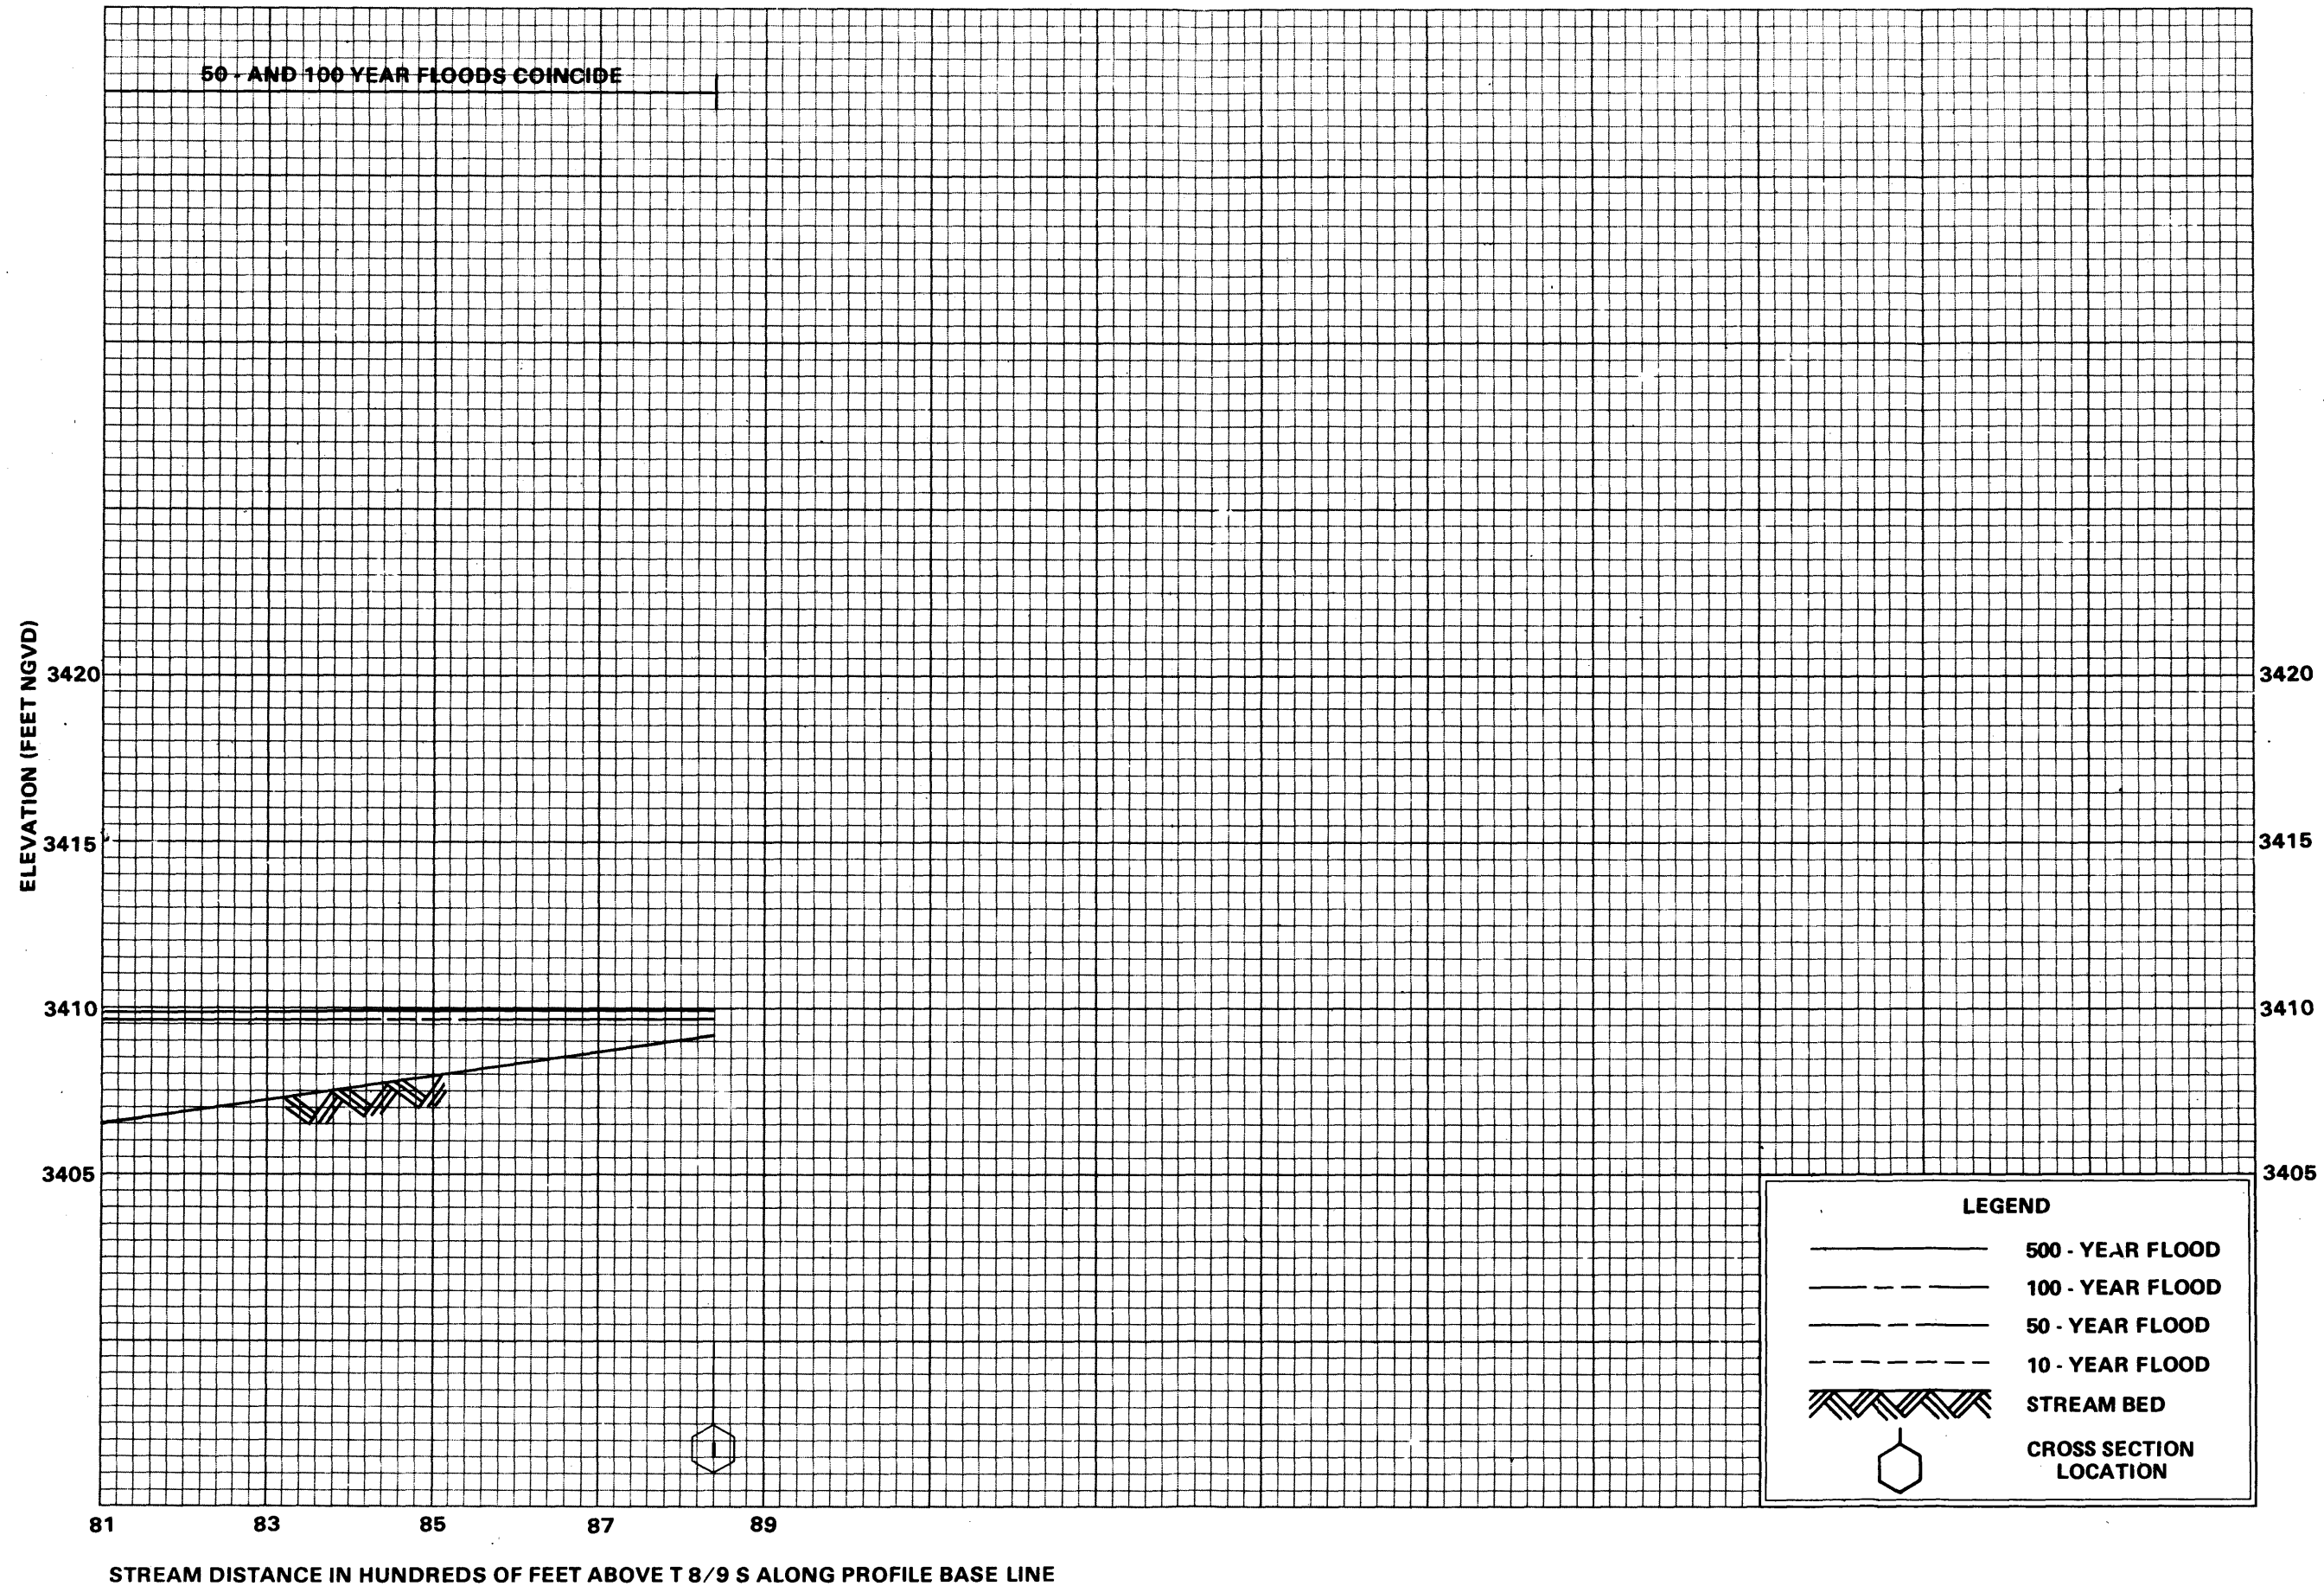 50 - AND 100 YEAR FLOODS COINCIDE
ELEVATION (FEET NGVD)
3420
3415
3410
3405
3420
3415
3410
3405
LEGEND
500 - YEAR FLOOD
100 - YEAR FLOOD
50 - YEAR FLOOD
10 - YEAR FLOOD
STREAM BED
CROSS SECTION
LOCATION
I
81 83 85 87 89
STREAM DISTANCE IN HUNDREDS OF FEET ABOVE T 8/9 S ALONG PROFILE BASE LINE